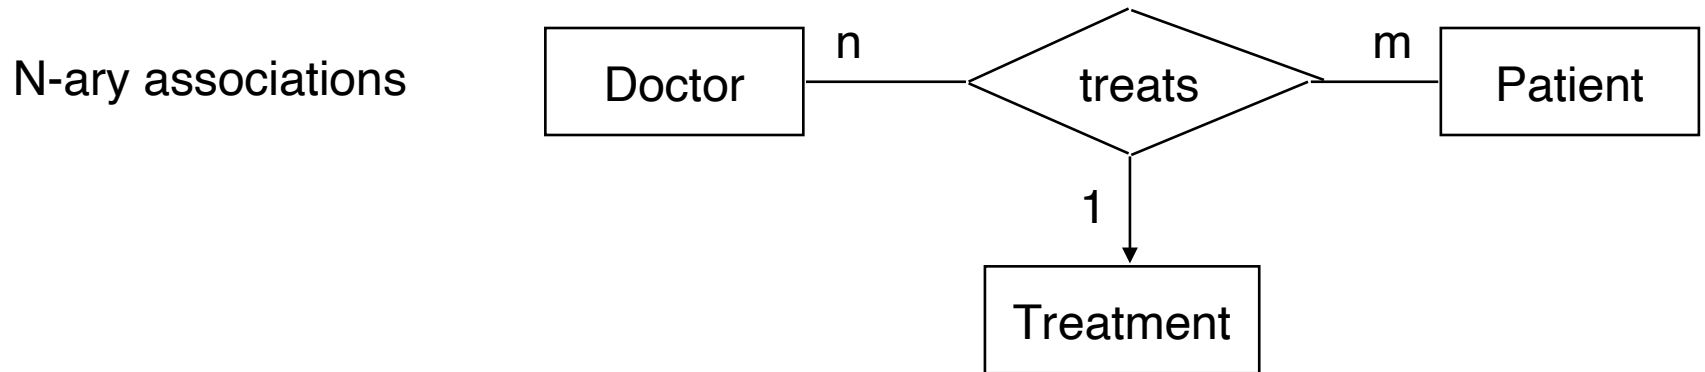 N-ary associations
Doctor
n
treats
m
Patient
1
Treatment